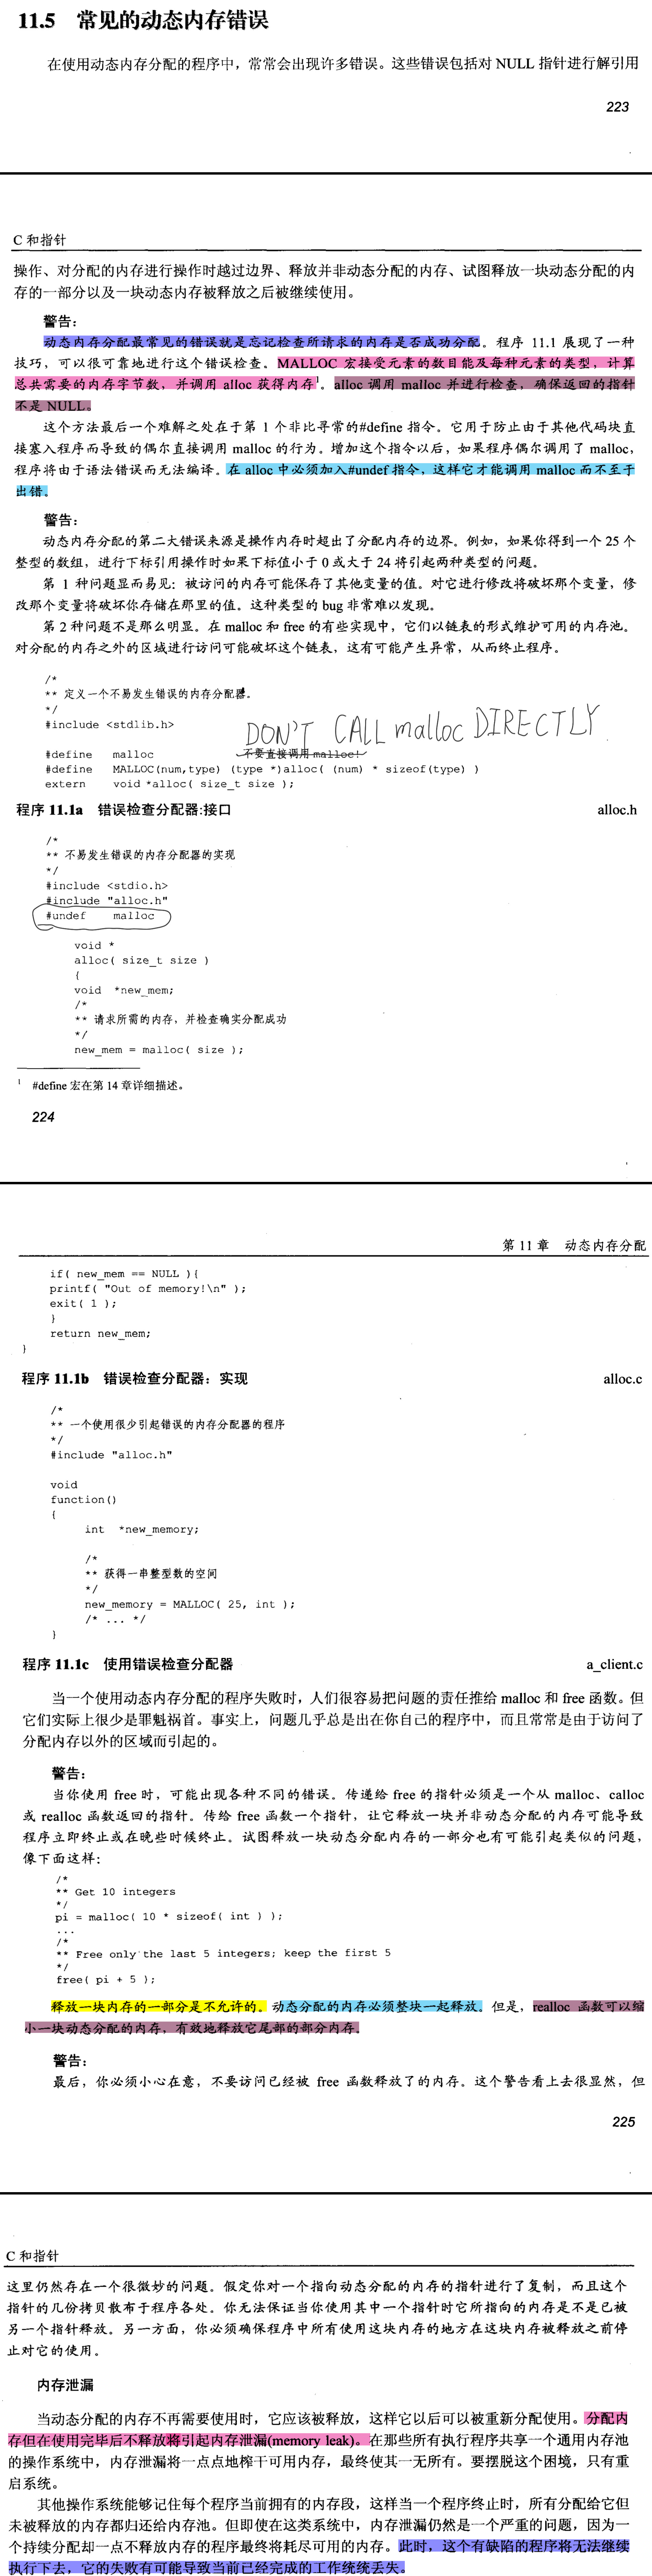 11.5 常见的动态内存错误
在使用动态内存分配的程序中，常常会出现许多错误。这些错误包括对 NULL 指针进行解引用
223
C 和指针
操作、对分配的内存进行操作时越过边界、释放并非动态分配的内存、试图释放一块动态分配的内
存的一部分以及一块动态内存被释放之后被继续使用。
警告：
动态内存分配最常见的错误就是忘记检查所请求的内存是否成功分配。程序 11.1 展现了一种
技巧，可以很可靠地进行这个错误检查。MALLOC 宏接受元素的数目能及每种元素的类型，计算
总共需要的内存字节数，并调用 alloc 获得内存1。alloc 调用 malloc 并进行检查，确保返回的指针
不是 NULL。
这个方法最后一个难解之处在于第 1 个非比寻常的#define 指令。它用于防止由于其他代码块直
接塞入程序而导致的偶尔直接调用 malloc 的行为。增加这个指令以后，如果程序偶尔调用了 malloc，
程序将由于语法错误而无法编译。在 alloc 中必须加入#undef 指令，这样它才能调用 malloc 而不至于
出错。
警告：
动态内存分配的第二大错误来源是操作内存时超出了分配内存的边界。例如，如果你得到一个 25 个
整型的数组，进行下标引用操作时如果下标值小于 0 或大于 24 将引起两种类型的问题。
第 1 种问题显而易见：被访问的内存可能保存了其他变量的值。对它进行修改将破坏那个变量，修
改那个变量将破坏你存储在那里的值。这种类型的 bug 非常难以发现。
第 2 种问题不是那么明显。在 malloc 和 free 的有些实现中，它们以链表的形式维护可用的内存池。
对分配的内存之外的区域进行访问可能破坏这个链表，这有可能产生异常，从而终止程序。
/*
** 定义一个不易发生错误的内存分配器。
*/
#include <stdlib.h>
DON'T CALL malloc DIRECTLY.
#define malloc 不要直接调用 malloc!
#define MALLOC(num,type) (type *)alloc( (num) * sizeof(type) )
extern void *alloc( size_t size );
程序 11.1a 错误检查分配器:接口 alloc.h
/*
** 不易发生错误的内存分配器的实现
*/
#include <stdio.h>
#include "alloc.h"
#undef malloc
void *
alloc( size_t size )
{
void *new_mem;
/*
** 请求所需的内存，并检查确实分配成功
*/
new_mem = malloc( size );
1 #define 宏在第 14 章详细描述。
224
第 11 章 动态内存分配
if( new_mem == NULL ){
printf( "Out of memory!\n" );
exit( 1 );
}
return new_mem;
}
程序 11.1b 错误检查分配器：实现 alloc.c
/*
** 一个使用很少引起错误的内存分配器的程序
*/
#include "alloc.h"
void
function()
{
int *new_memory;
/*
** 获得一串整型数的空间
*/
new_memory = MALLOC( 25, int );
/* ... */
}
程序 11.1c 使用错误检查分配器 a_client.c
当一个使用动态内存分配的程序失败时，人们很容易把问题的责任推给 malloc 和 free 函数。但
它们实际上很少是罪魁祸首。事实上，问题几乎总是出在你自己的程序中，而且常常是由于访问了
分配内存以外的区域而引起的。
警告：
当你使用 free 时，可能出现各种不同的错误。传递给 free 的指针必须是一个从 malloc、calloc
或 realloc 函数返回的指针。传给 free 函数一个指针，让它释放一块并非动态分配的内存可能导致
程序立即终止或在晚些时候终止。试图释放一块动态分配内存的一部分也有可能引起类似的问题，
像下面这样：
/*
** Get 10 integers
*/
pi = malloc( 10 * sizeof( int ) );
...
/*
** Free only the last 5 integers; keep the first 5
*/
free( pi + 5 );
释放一块内存的一部分是不允许的。动态分配的内存必须整块一起释放。但是，realloc 函数可以缩
小一块动态分配的内存，有效地释放它尾部的部分内存。
警告：
最后，你必须小心在意，不要访问已经被 free 函数释放了的内存。这个警告看上去很显然，但
225
C 和指针
这里仍然存在一个很微妙的问题。假定你对一个指向动态分配的内存的指针进行了复制，而且这个
指针的几份拷贝散布于程序各处。你无法保证当你使用其中一个指针时它所指向的内存是不是已被
另一个指针释放。另一方面，你必须确保程序中所有使用这块内存的地方在这块内存被释放之前停
止对它的使用。
内存泄漏
当动态分配的内存不再需要使用时，它应该被释放，这样它以后可以被重新分配使用。分配内
存但在使用完毕后不释放将引起内存泄漏(memory leak)。在那些所有执行程序共享一个通用内存池
的操作系统中，内存泄漏将一点点地榨干可用内存，最终使其一无所有。要摆脱这个困境，只有重
启系统。
其他操作系统能够记住每个程序当前拥有的内存段，这样当一个程序终止时，所有分配给它但
未被释放的内存都归还给内存池。但即使在这类系统中，内存泄漏仍然是一个严重的问题，因为一
个持续分配却一点不释放内存的程序最终将耗尽可用的内存。此时，这个有缺陷的程序将无法继续
执行下去，它的失败有可能导致当前已经完成的工作统统丢失。